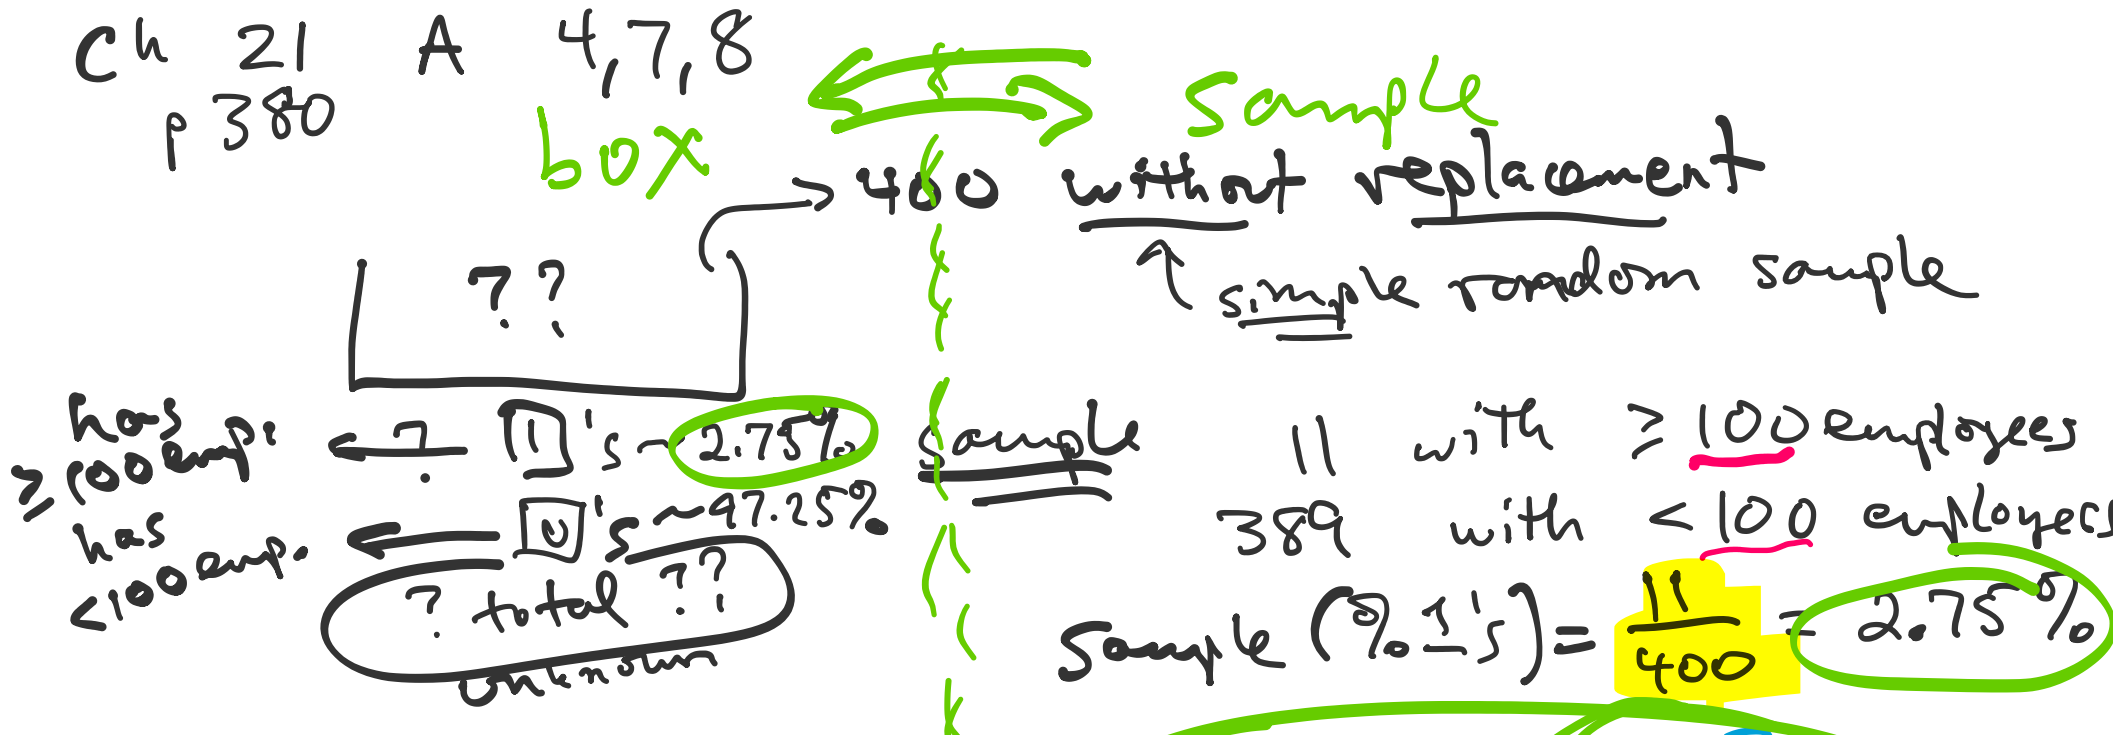 Ch 21 A 4,7,8
p 380
box sample
400 without replacement
simple random sample
??
has ≥100 emp. ? 1's ~ 2.75%
has <100 emp. 0's ~97.25%
? total ??
unknown
sample 11 with ≥ 100 employees
389 with < 100 employees
Sample (% 1's) = 11/400 = 2.75%